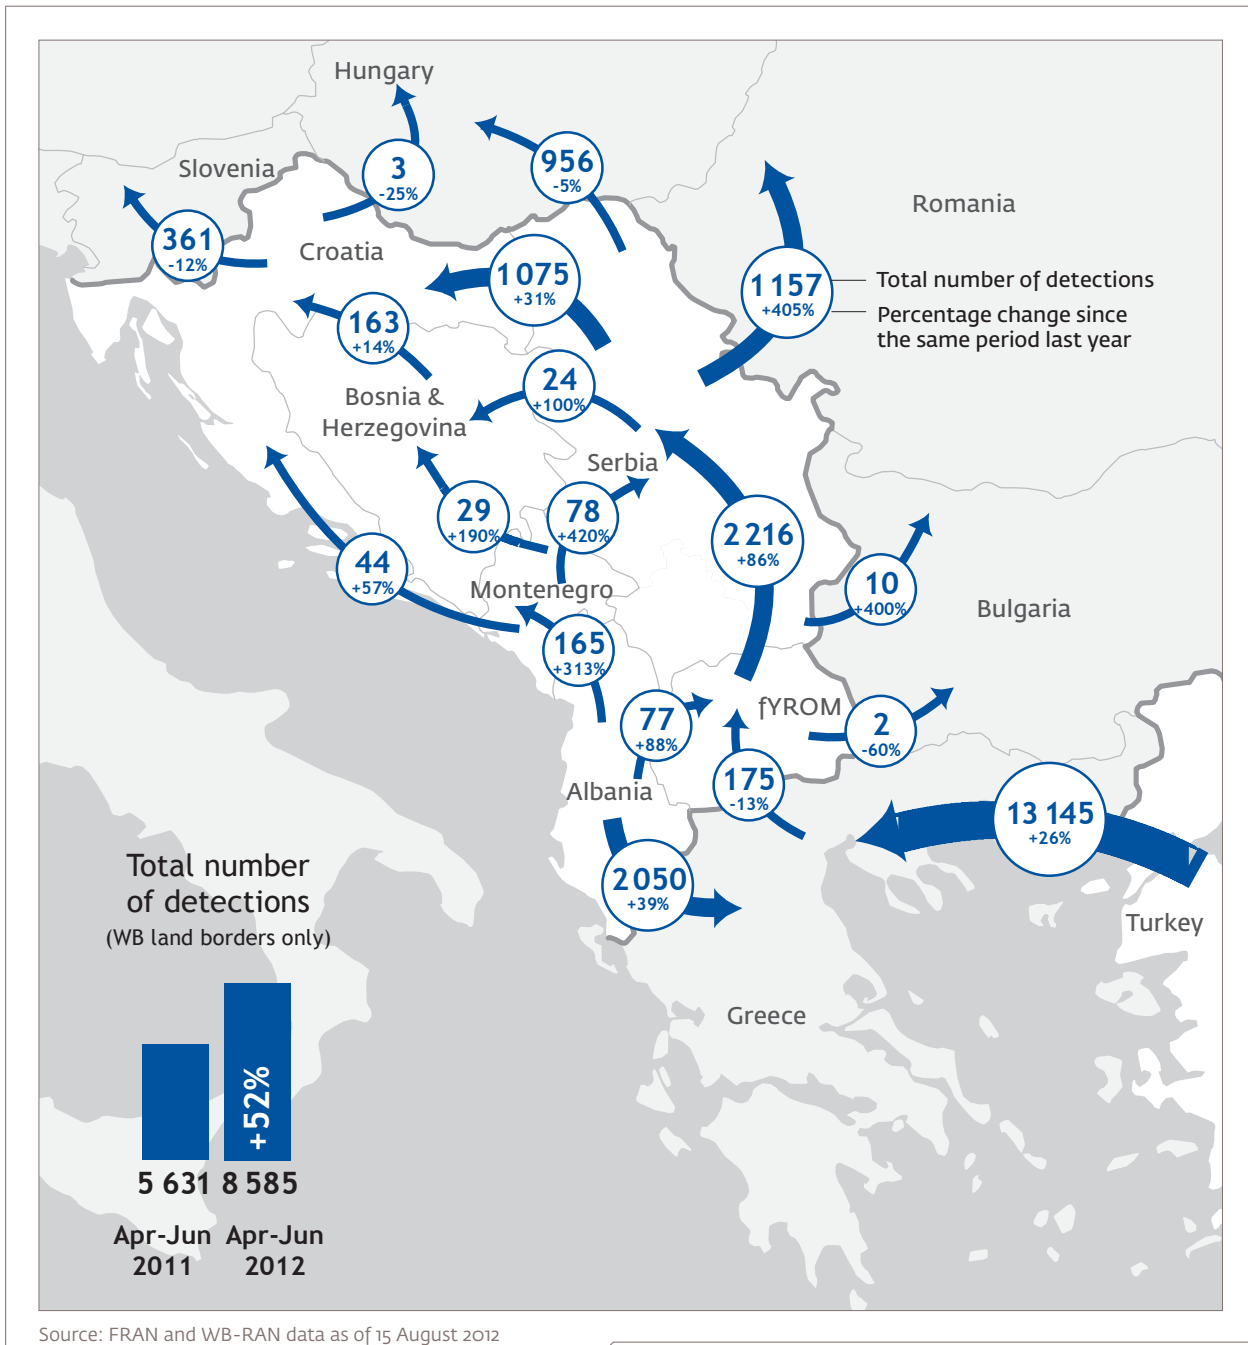 Hungary
Slovenia
3
-25%
956
-5%
Romania
361
-12%
Croatia
1 075
+31%
1 157
+405%
Total number of detections
Percentage change since
the same period last year
163
+14%
24
+100%
Bosnia &
Herzegovina
Serbia
29
+190%
78
+420%
2 216
+86%
44
+57%
10
+400%
Montenegro
Bulgaria
165
+313%
77
+88%
fYROM
2
-60%
175
-13%
Albania
13 145
+26%
2 050
+39%
Turkey
Greece
Total number
of detections
(WB land borders only)
+52%
5 631 8 585
Apr-Jun Apr-Jun
2011 2012
Source: FRAN and WB-RAN data as of 15 August 2012